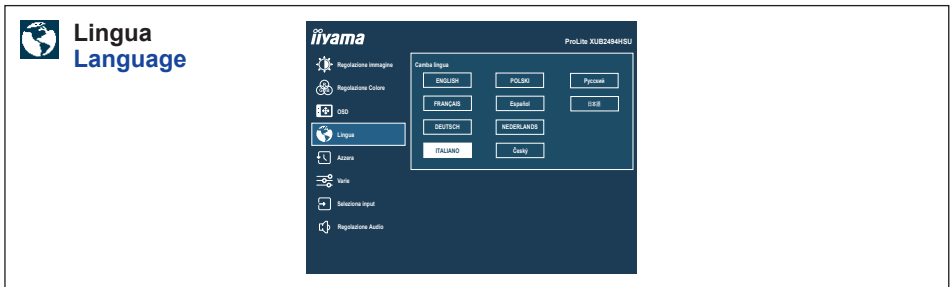 Lingua
Language
iiyama
ProLite XUB2494HSU
Regolazione immagine
Regolazione Colore
OSD
Lingua
Azzera
Varie
Seleziona input
Regolazione Audio
Camba lingua
ENGLISH
POLSKI
Русский
FRANÇAIS
Español
日本語
DEUTSCH
NEDERLANDS
ITALIANO
Český